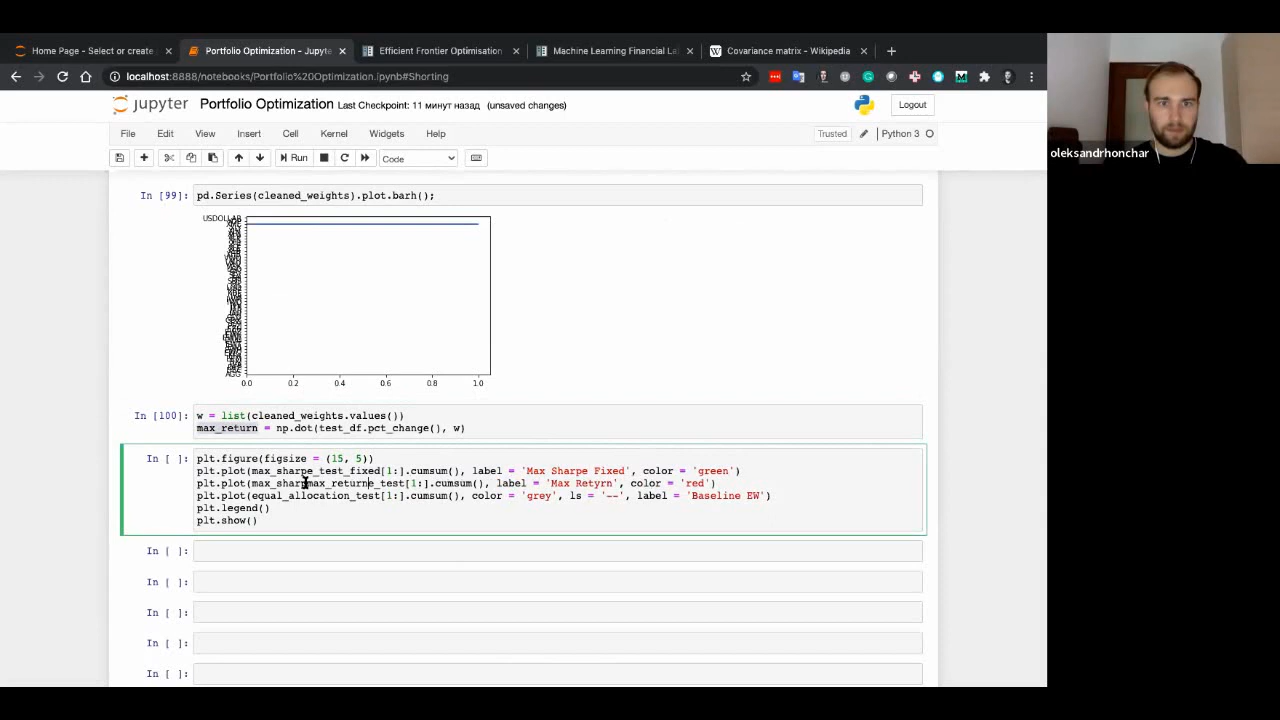 Home Page - Select or create
Portfolio Optimization - Jupyte
Efficient Frontier Optimisation
Machine Learning Financial La
Covariance matrix - Wikipedia
localhost:8888/notebooks/Portfolio%20Optimization.ipynb#Shorting
jupyter Portfolio Optimization Last Checkpoint: 11 минут назад (unsaved changes)
Logout
File Edit View Insert Cell Kernel Widgets Help
Trusted
Python 3
Run
Code
oleksandrhonchar
In [99]: pd.Series(cleaned_weights).plot.barh();
USDOLLAR
AGG
0.0 0.2 0.4 0.6 0.8 1.0
In [100]: w = list(cleaned_weights.values())
max_return = np.dot(test_df.pct_change(), w)
In [ ]: plt.figure(figsize = (15, 5))
plt.plot(max_sharpe_test_fixed[1:].cumsum(), label = 'Max Sharpe Fixed', color = 'green')
plt.plot(max_sharpmax_returne_test[1:].cumsum(), label = 'Max Retyrn', color = 'red')
plt.plot(equal_allocation_test[1:].cumsum(), color = 'grey', ls = '--', label = 'Baseline EW')
plt.legend()
plt.show()
In [ ]:
In [ ]:
In [ ]:
In [ ]:
In [ ]: